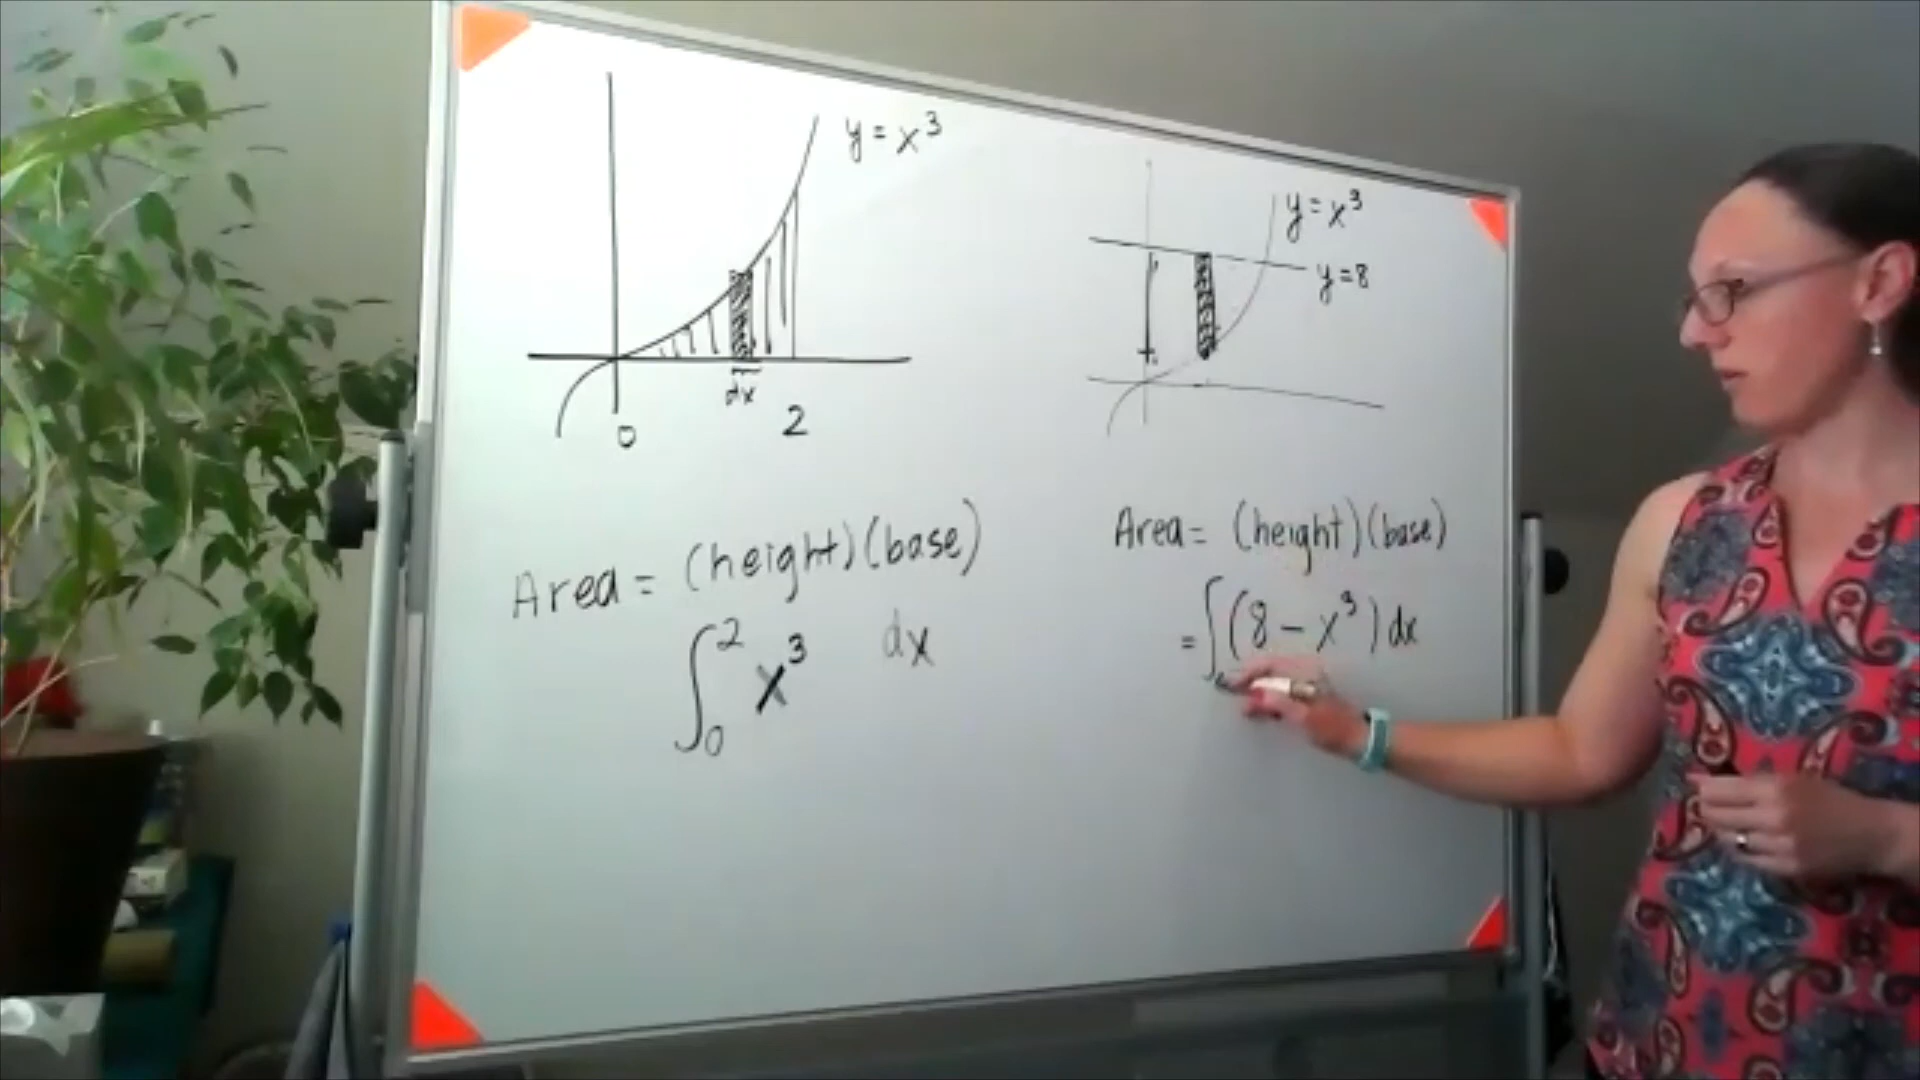 y = x³
dx
0
2
Area = (height)(base)
∫₀² x³ dx
y = x³
y = 8
Area = (height)(base)
= ∫ (8 − x³) dx